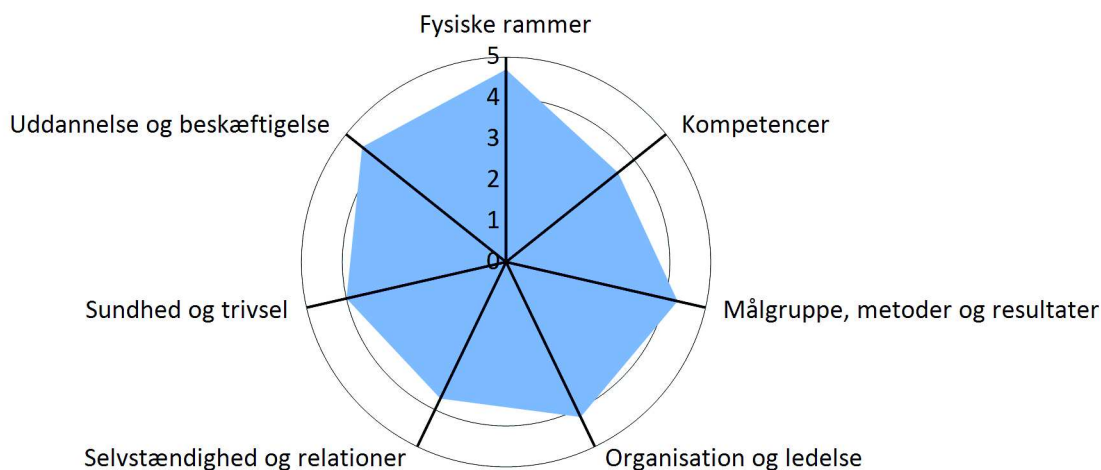 Fysiske rammer
5
4
3
2
1
0
Kompetencer
Målgruppe, metoder og resultater
Organisation og ledelse
Selvstændighed og relationer
Sundhed og trivsel
Uddannelse og beskæftigelse